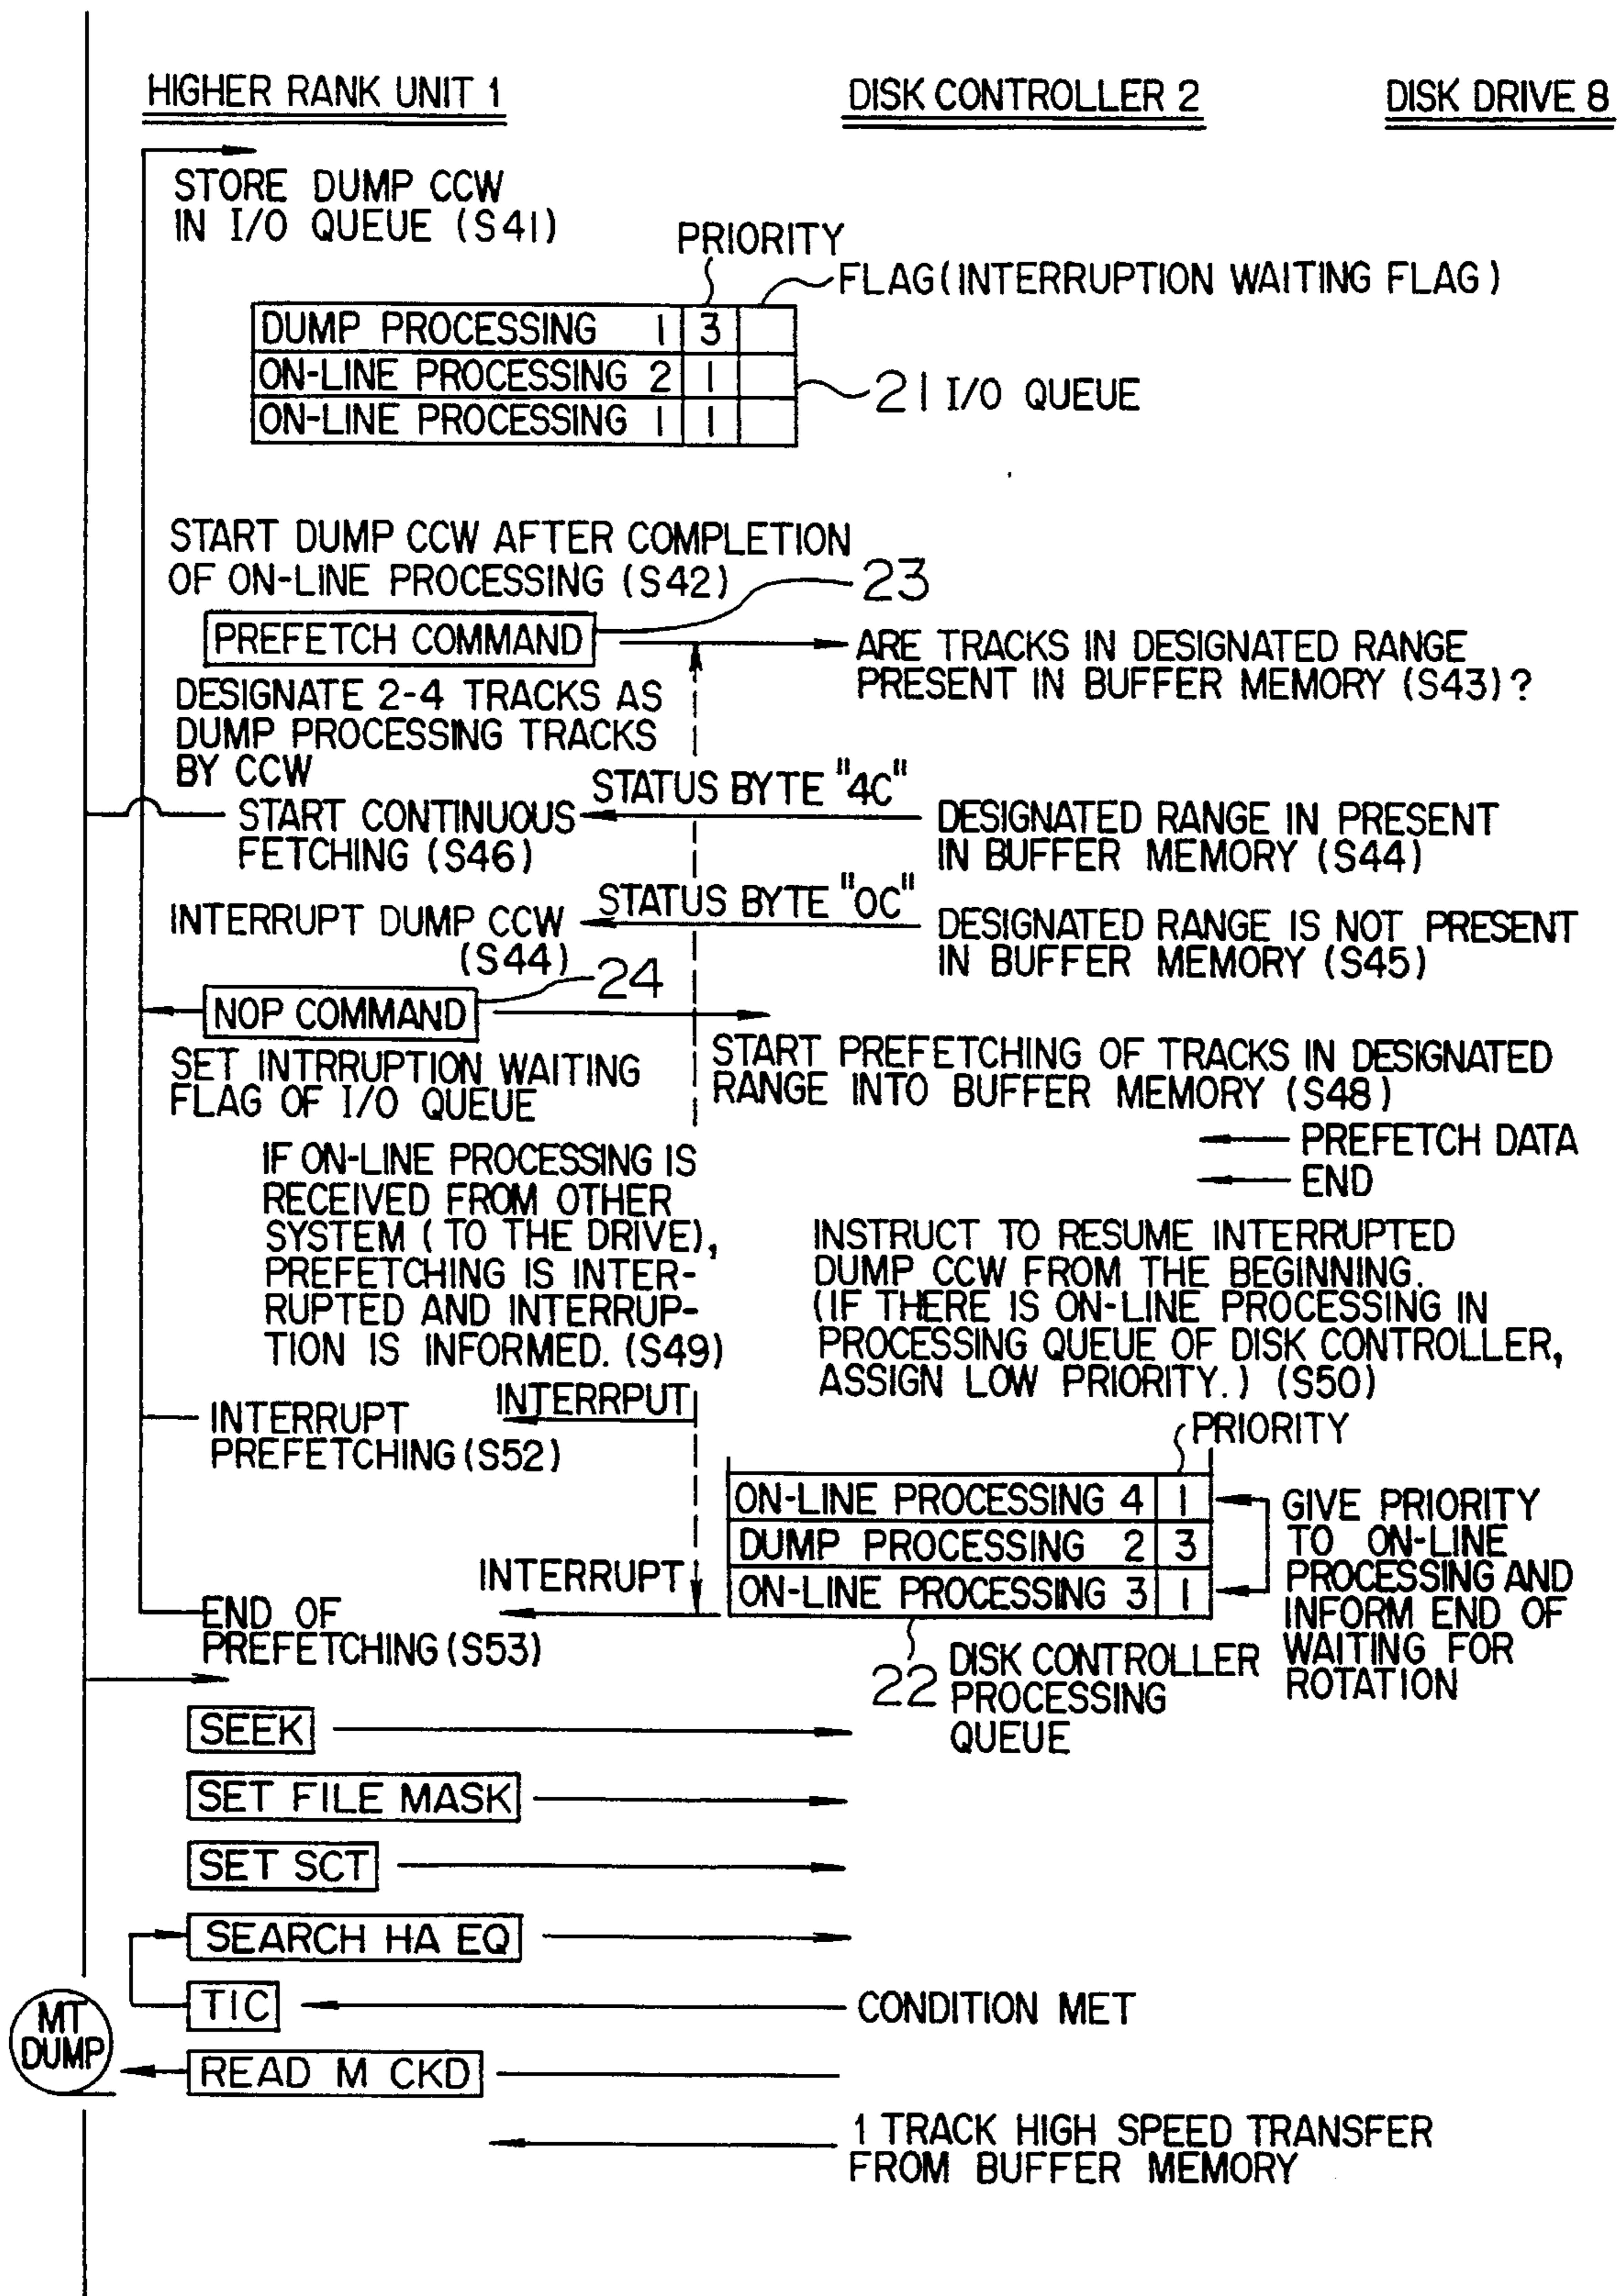 HIGHER RANK UNIT 1
DISK CONTROLLER 2
DISK DRIVE 8
STORE DUMP CCW
IN I/O QUEUE (S41)
PRIORITY
FLAG(INTERRUPTION WAITING FLAG)
DUMP PROCESSING 1 3
ON-LINE PROCESSING 2 1
ON-LINE PROCESSING 1 1
21 I/O QUEUE
START DUMP CCW AFTER COMPLETION
OF ON-LINE PROCESSING (S42)
23
PREFETCH COMMAND
ARE TRACKS IN DESIGNATED RANGE
PRESENT IN BUFFER MEMORY (S43)?
DESIGNATE 2-4 TRACKS AS
DUMP PROCESSING TRACKS
BY CCW
STATUS BYTE "4C"
START CONTINUOUS
FETCHING (S46)
DESIGNATED RANGE IN PRESENT
IN BUFFER MEMORY (S44)
STATUS BYTE "0C"
INTERRUPT DUMP CCW
(S44)
DESIGNATED RANGE IS NOT PRESENT
IN BUFFER MEMORY (S45)
24
NOP COMMAND
SET INTRRUPTION WAITING
FLAG OF I/O QUEUE
START PREFETCHING OF TRACKS IN DESIGNATED
RANGE INTO BUFFER MEMORY (S48)
PREFETCH DATA
END
IF ON-LINE PROCESSING IS
RECEIVED FROM OTHER
SYSTEM (TO THE DRIVE),
PREFETCHING IS INTER-
RUPTED AND INTERRUP-
TION IS INFORMED. (S49)
INSTRUCT TO RESUME INTERRUPTED
DUMP CCW FROM THE BEGINNING.
(IF THERE IS ON-LINE PROCESSING IN
PROCESSING QUEUE OF DISK CONTROLLER,
ASSIGN LOW PRIORITY.) (S50)
INTERRPUT
INTERRUPT
PREFETCHING(S52)
PRIORITY
ON-LINE PROCESSING 4 1
DUMP PROCESSING 2 3
ON-LINE PROCESSING 3 1
GIVE PRIORITY
TO ON-LINE
PROCESSING AND
INFORM END OF
WAITING FOR
ROTATION
INTERRUPT
END OF
PREFETCHING(S53)
22 DISK CONTROLLER
PROCESSING
QUEUE
SEEK
SET FILE MASK
SET SCT
SEARCH HA EQ
TIC
CONDITION MET
MT
DUMP
READ M CKD
1 TRACK HIGH SPEED TRANSFER
FROM BUFFER MEMORY